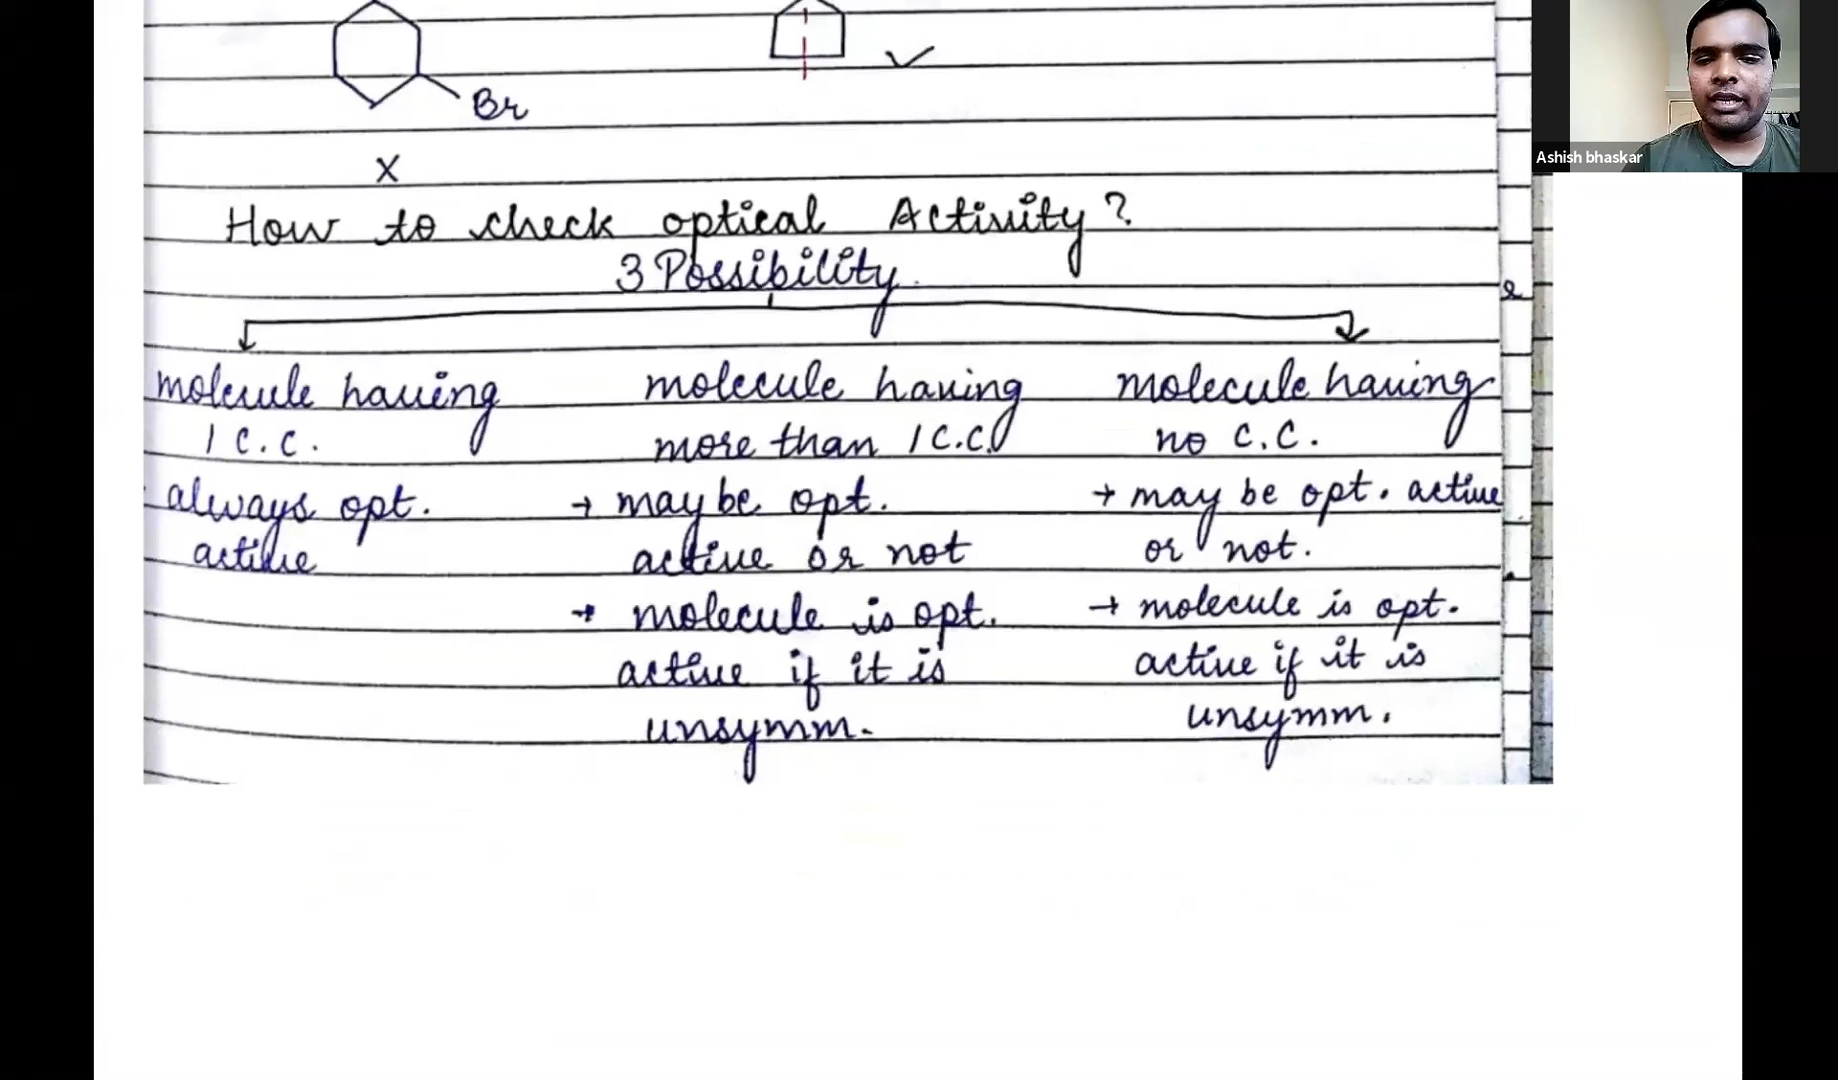 Br
Ashish bhaskar
X
How to check optical Activity?
3 Possibility.
molecule having
1 C.C.
always opt.
active
molecule having
more than 1 C.C.
→ may be opt.
active or not
→ molecule is opt.
active if it is
unsymm.
molecule having
no C.C.
→ may be opt. active
or not.
→ molecule is opt.
active if it is
unsymm.